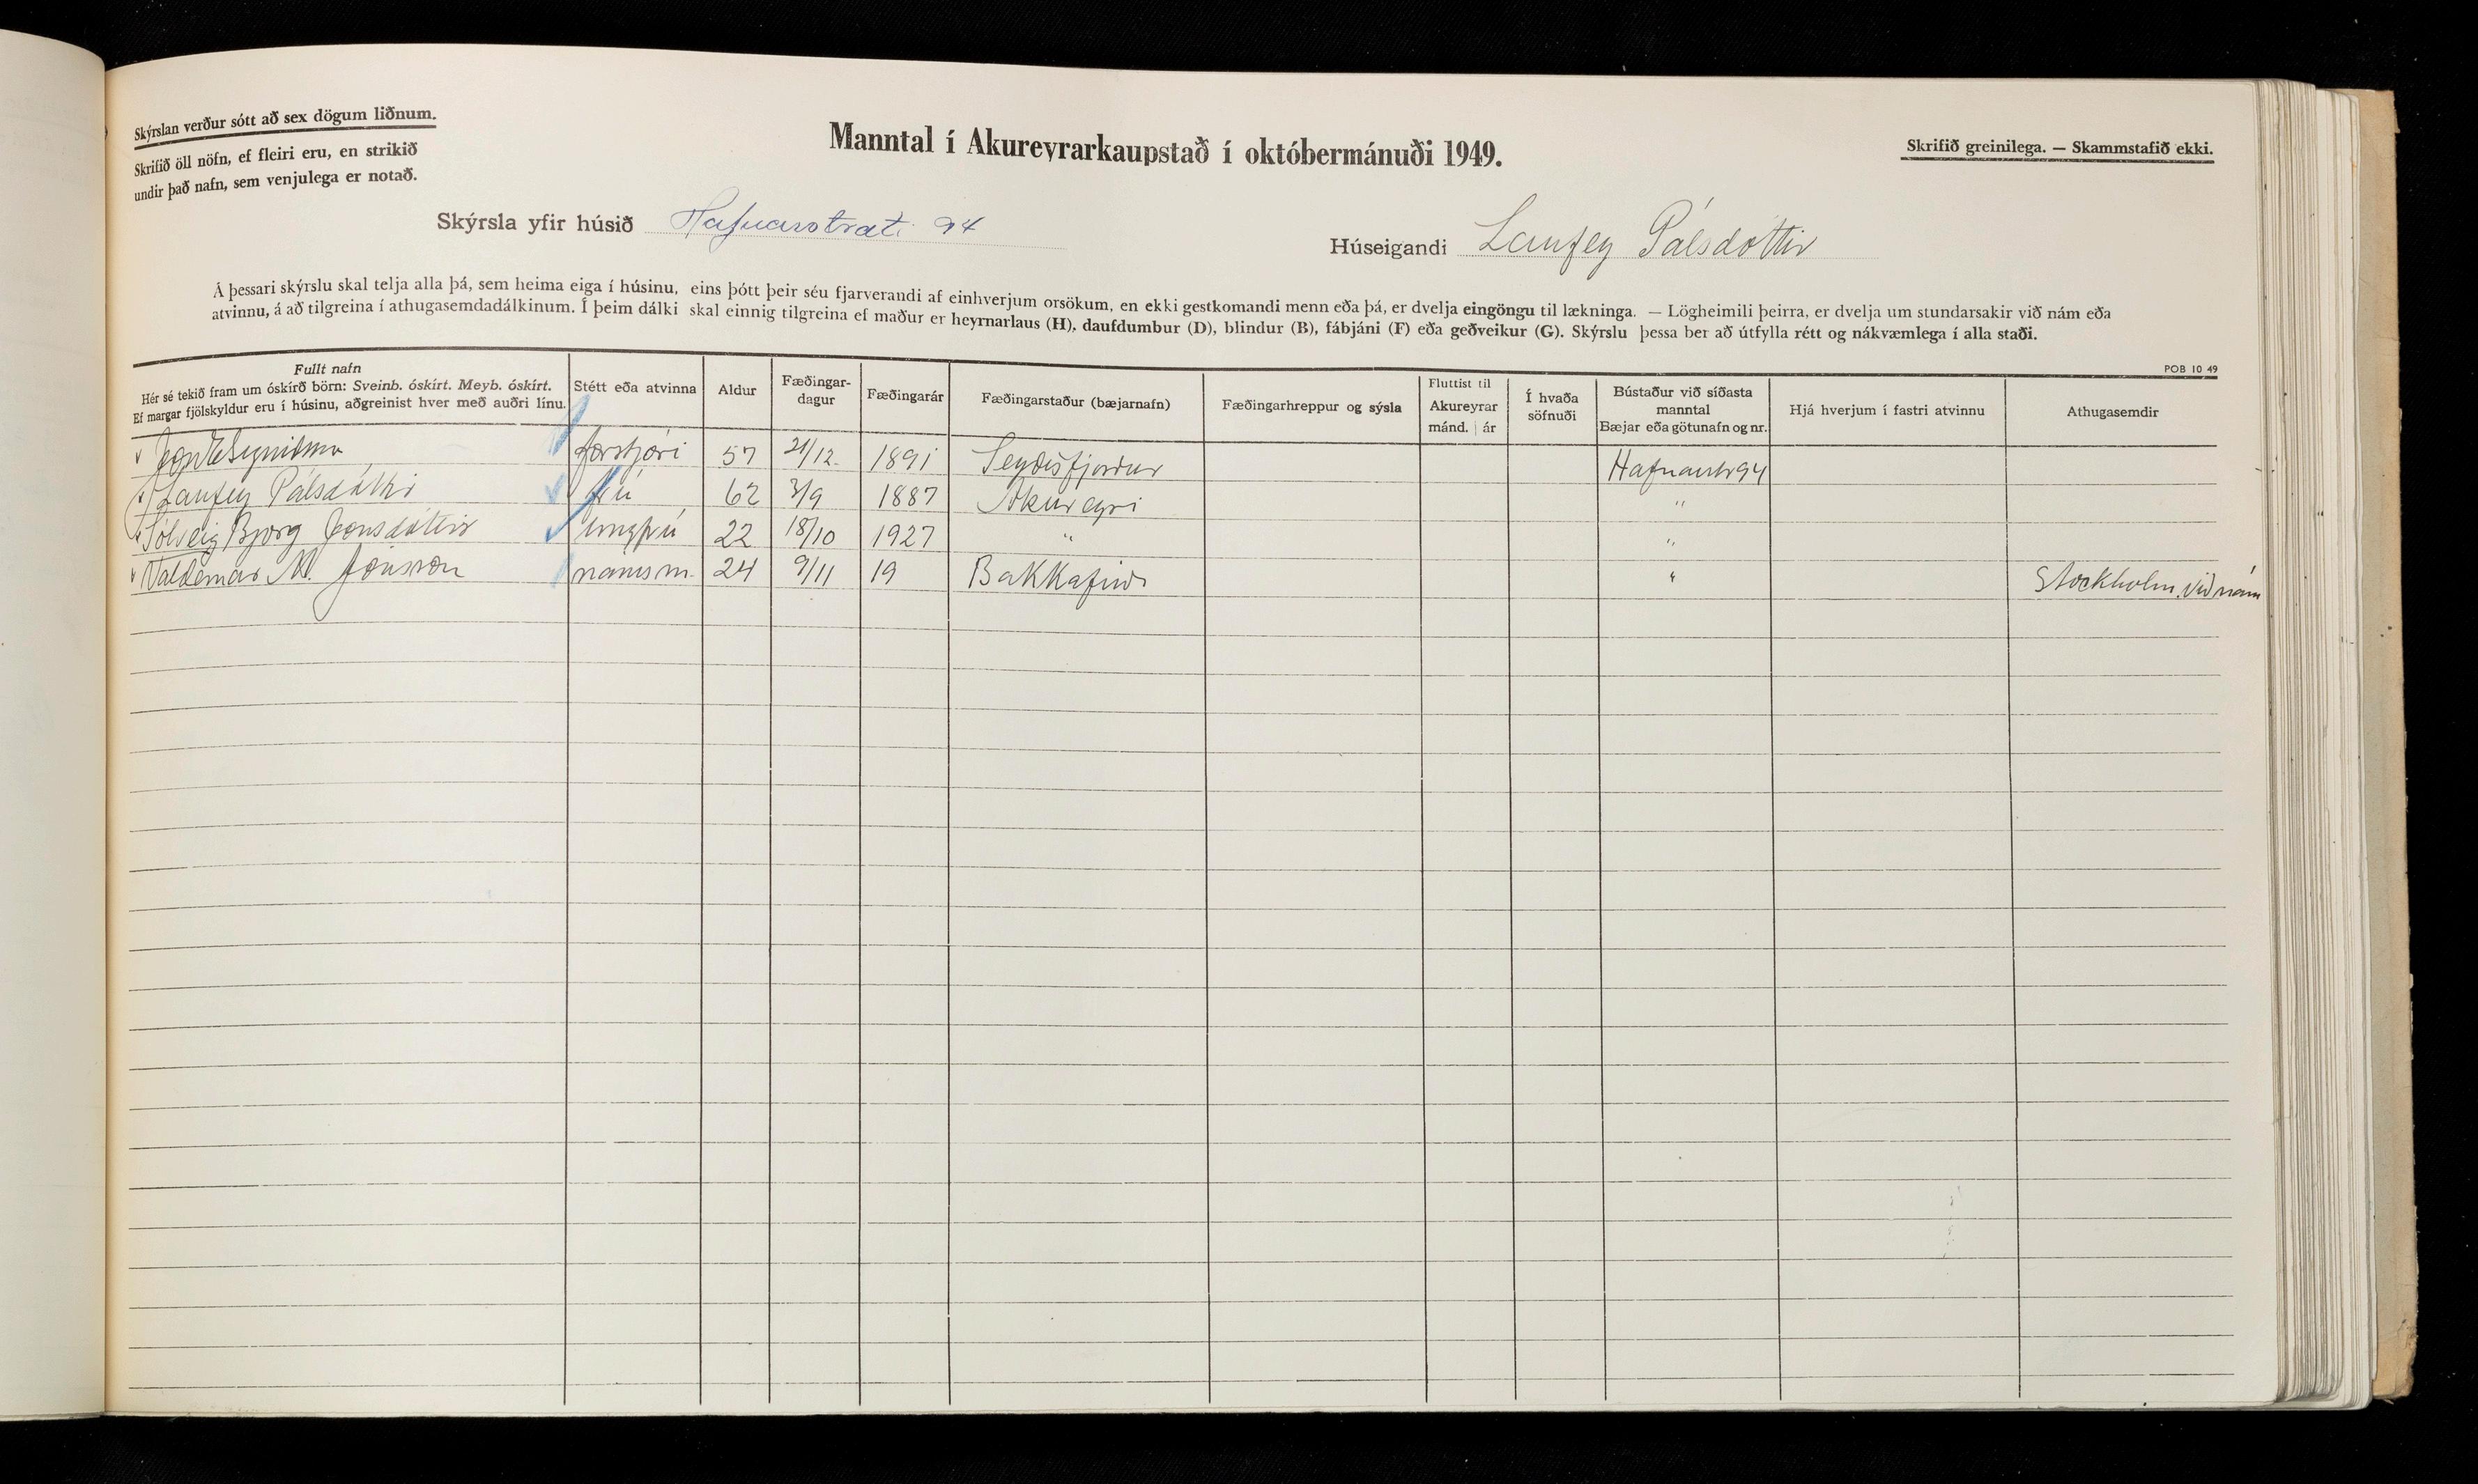 Skýrslan verður sótt að sex dögum liðnum.
Skrifið öll nöfn, ef fleiri eru, en strikið
undir það nafn, sem venjulega er notað.
Manntal í Akureyrarkaupstað í októbermánuði 1949.
Skrifið greinilega. — Skammstafið ekki.
Skýrsla yfir húsið Hafnarstræti 94
Húseigandi Laufey Pálsdóttir
Á þessari skýrslu skal telja alla þá, sem heima eiga í húsinu, eins þótt þeir séu fjarverandi af einhverjum orsökum, en ekki gestkomandi menn eða þá, er dvelja eingöngu til lækninga. — Lögheimili þeirra, er dvelja um stundarsakir við nám eða
atvinnu, á að tilgreina í athugasemdadálkinum. Í þeim dálki skal einnig tilgreina ef maður er heyrnarlaus (H), daufdumbur (D), blindur (B), fábjáni (F) eða geðveikur (G). Skýrslu þessa ber að útfylla rétt og nákvæmlega í alla staði.
POB 10 49
Fullt nafn
Hér sé tekið fram um óskírð börn: Sveinb. óskírt. Meyb. óskírt.
Ef margar fjölskyldur eru í húsinu, aðgreinist hver með auðri línu.
Stétt eða atvinna
Aldur
Fæðingar-
dagur
Fæðingarár
Fæðingarstaður (bæjarnafn)
Fæðingarhreppur og sýsla
Fluttist til
Akureyrar
mánd. ár
Í hvaða
söfnuði
Bústaður við síðasta
manntal
Bæjar eða götunafn og nr.
Hjá hverjum í fastri atvinnu
Athugasemdir
Jón forstjóri 57 21/12. 1891 Seyðisfjörður Hafnarstr 94
Laufey Pálsdóttir frú 62 3/9 1887 Akureyri "
Sólveig Björg Jónsdóttir ungfrú 22 18/10 1927 " "
Valdemar M. Jónsson námsm. 24 9/11 19 Bakkafirði " Stockholm við nám